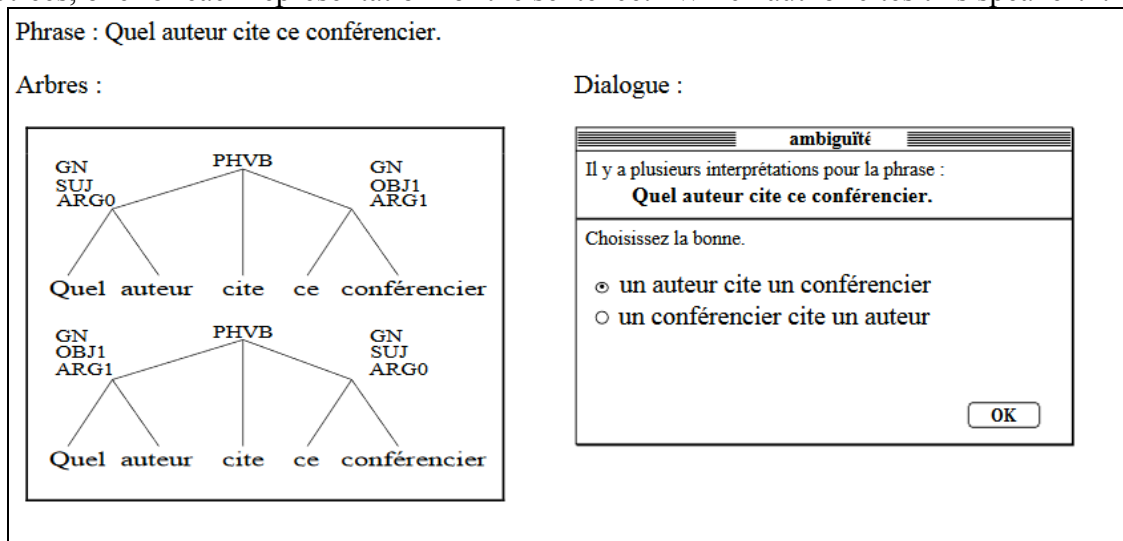 Phrase : Quel auteur cite ce conférencier.
Arbres :
GN
SUJ
ARG0
PHVB
GN
OBJ1
ARG1
Quel auteur cite ce conférencier
GN
OBJ1
ARG1
PHVB
GN
SUJ
ARG0
Quel auteur cite ce conférencier
Dialogue :
ambiguïté
Il y a plusieurs interprétations pour la phrase :
Quel auteur cite ce conférencier.
Choisissez la bonne.
un auteur cite un conférencier
un conférencier cite un auteur
OK